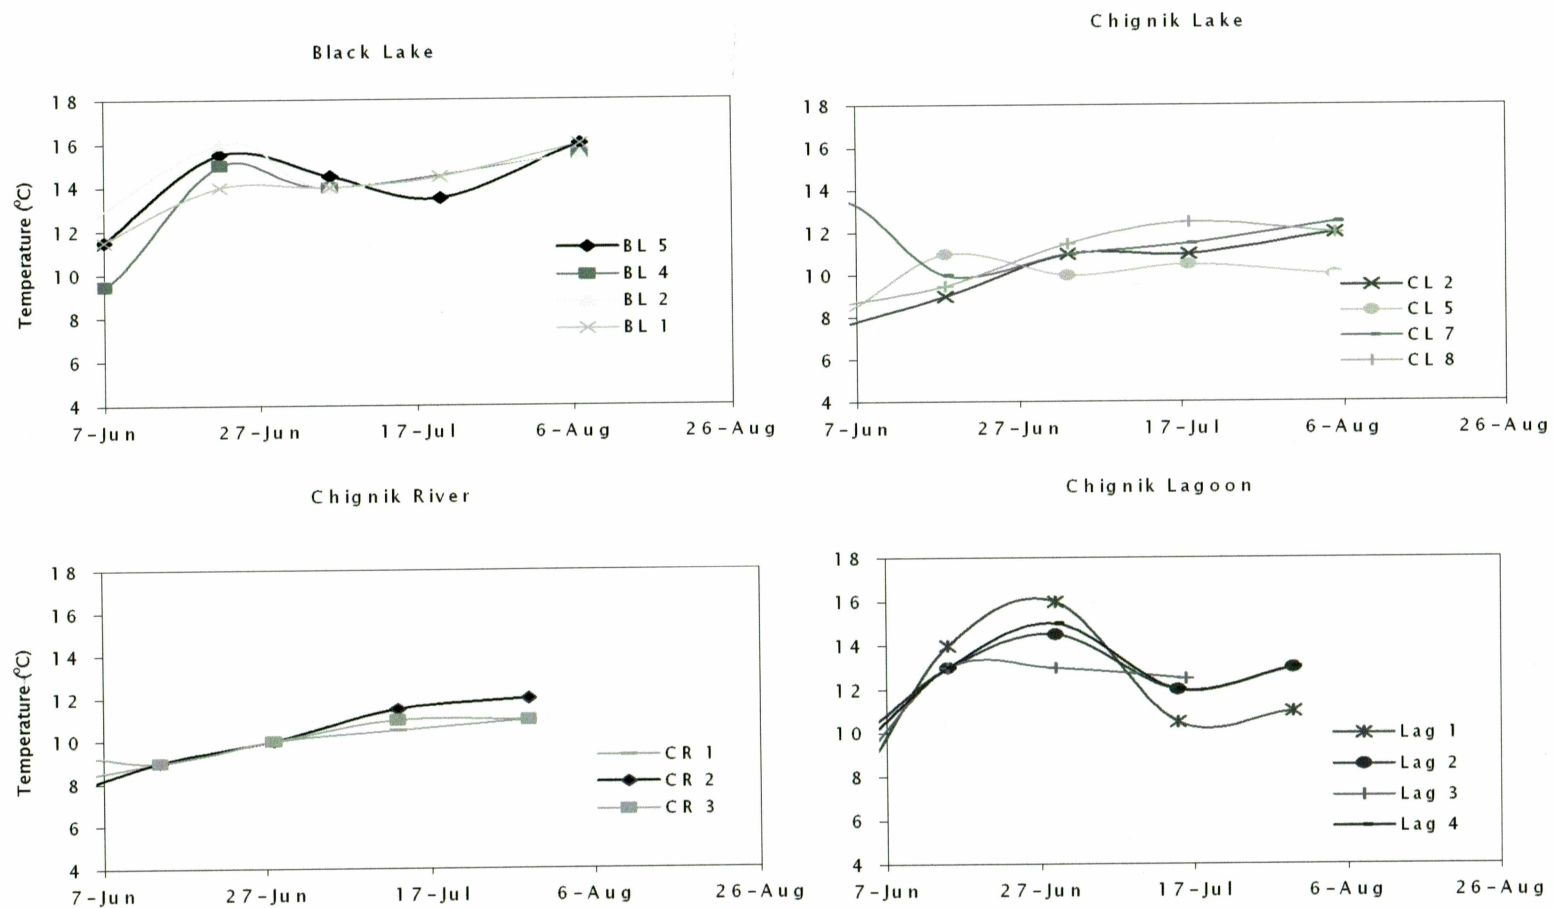 Black Lake
Temperature (°C)
18
16
14
12
10
8
6
4
7-Jun 27-Jun 17-Jul 6-Aug 26-Aug
BL 5
BL 4
BL 2
BL 1
Chignik Lake
18
16
14
12
10
8
6
4
7-Jun 27-Jun 17-Jul 6-Aug 26-Aug
CL 2
CL 5
CL 7
CL 8
Chignik River
Temperature (°C)
18
16
14
12
10
8
6
4
7-Jun 27-Jun 17-Jul 6-Aug 26-Aug
CR 1
CR 2
CR 3
Chignik Lagoon
18
16
14
12
10
8
6
4
7-Jun 27-Jun 17-Jul 6-Aug 26-Aug
Lag 1
Lag 2
Lag 3
Lag 4